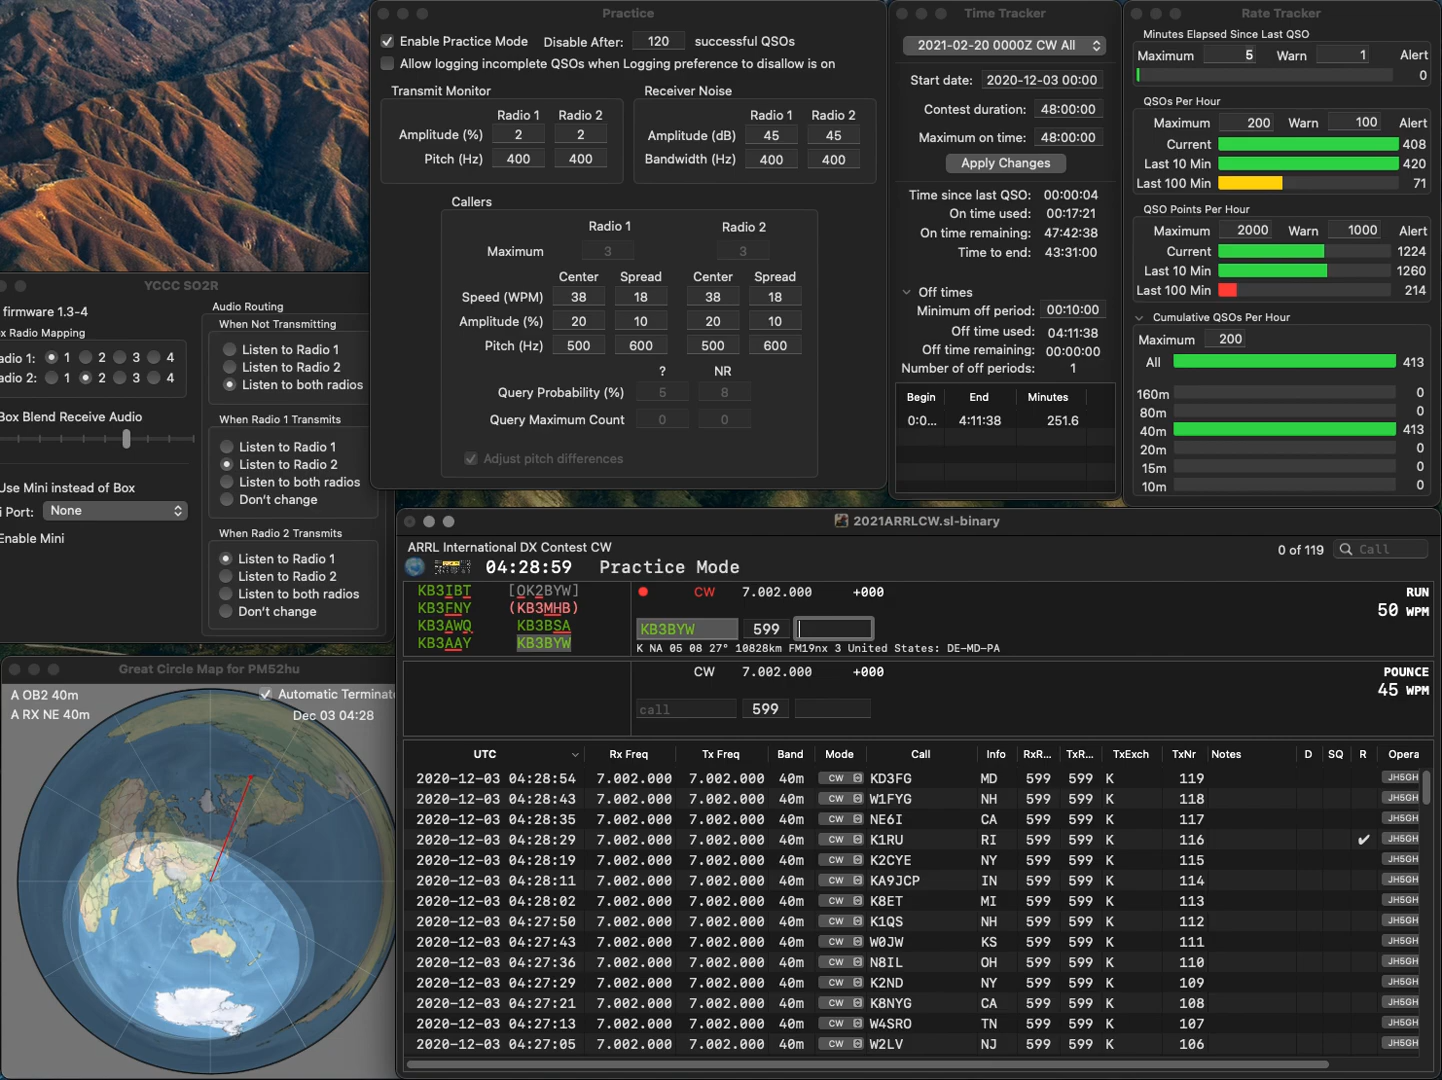 Practice
Enable Practice Mode Disable After: 120 successful QSOs
Allow logging incomplete QSOs when Logging preference to disallow is on
Transmit Monitor
Radio 1 Radio 2
Amplitude (%) 2 2
Pitch (Hz) 400 400
Receiver Noise
Radio 1 Radio 2
Amplitude (dB) 45 45
Bandwidth (Hz) 400 400
Callers
Radio 1 Radio 2
Maximum 3 3
Center Spread Center Spread
Speed (WPM) 38 18 38 18
Amplitude (%) 20 10 20 10
Pitch (Hz) 500 600 500 600
? NR
Query Probability (%) 5 8
Query Maximum Count 0 0
Adjust pitch differences
Time Tracker
2021-02-20 0000Z CW All
Start date: 2020-12-03 00:00
Contest duration: 48:00:00
Maximum on time: 48:00:00
Apply Changes
Time since last QSO: 00:00:04
On time used: 00:17:21
On time remaining: 47:42:38
Time to end: 43:31:00
Off times
Minimum off period: 00:10:00
Off time used: 04:11:38
Off time remaining: 00:00:00
Number of off periods: 1
Begin End Minutes
0:0... 4:11:38 251.6
Rate Tracker
Minutes Elapsed Since Last QSO
Maximum 5 Warn 1 Alert
0
QSOs Per Hour
Maximum 200 Warn 100 Alert
Current 408
Last 10 Min 420
Last 100 Min 71
QSO Points Per Hour
Maximum 2000 Warn 1000 Alert
Current 1224
Last 10 Min 1260
Last 100 Min 214
Cumulative QSOs Per Hour
Maximum 200
All 413
160m 0
80m 0
40m 413
20m 0
15m 0
10m 0
YCCC SO2R
firmware 1.3-4
x Radio Mapping
adio 1: 1 2 3 4
adio 2: 1 2 3 4
Box Blend Receive Audio
Use Mini instead of Box
i Port: None
Enable Mini
Audio Routing
When Not Transmitting
Listen to Radio 1
Listen to Radio 2
Listen to both radios
When Radio 1 Transmits
Listen to Radio 1
Listen to Radio 2
Listen to both radios
Don't change
When Radio 2 Transmits
Listen to Radio 1
Listen to Radio 2
Listen to both radios
Don't change
Great Circle Map for PM52hu
A OB2 40m Automatic Terminat
A RX NE 40m Dec 03 04:28
2021ARRLCW.sl-binary
ARRL International DX Contest CW 0 of 119 Call
04:28:59 Practice Mode
KB3IBT [OK2BYW]
KB3FNY (KB3MHB)
KB3AWQ KB3BSA
KB3AAY KB3BYW
CW 7.002.000 +000 RUN
50 WPM
KB3BYW 599
K NA 05 08 27° 10828km FM19nx 3 United States: DE-MD-PA
CW 7.002.000 +000 POUNCE
45 WPM
call 599
UTC Rx Freq Tx Freq Band Mode Call Info RxR... TxR... TxExch TxNr Notes D SQ R Opera
2020-12-03 04:28:54 7.002.000 7.002.000 40m CW KD3FG MD 599 599 K 119 JH5GH
2020-12-03 04:28:43 7.002.000 7.002.000 40m CW W1FYG NH 599 599 K 118 JH5GH
2020-12-03 04:28:35 7.002.000 7.002.000 40m CW NE6I CA 599 599 K 117 JH5GH
2020-12-03 04:28:29 7.002.000 7.002.000 40m CW K1RU RI 599 599 K 116 ✔ JH5GH
2020-12-03 04:28:19 7.002.000 7.002.000 40m CW K2CYE NY 599 599 K 115 JH5GH
2020-12-03 04:28:11 7.002.000 7.002.000 40m CW KA9JCP IN 599 599 K 114 JH5GH
2020-12-03 04:28:02 7.002.000 7.002.000 40m CW K8ET MI 599 599 K 113 JH5GH
2020-12-03 04:27:50 7.002.000 7.002.000 40m CW K1QS NH 599 599 K 112 JH5GH
2020-12-03 04:27:43 7.002.000 7.002.000 40m CW W0JW KS 599 599 K 111 JH5GH
2020-12-03 04:27:36 7.002.000 7.002.000 40m CW N8IL OH 599 599 K 110 JH5GH
2020-12-03 04:27:29 7.002.000 7.002.000 40m CW K2ND NY 599 599 K 109 JH5GH
2020-12-03 04:27:21 7.002.000 7.002.000 40m CW K8NYG CA 599 599 K 108 JH5GH
2020-12-03 04:27:13 7.002.000 7.002.000 40m CW W4SRO TN 599 599 K 107 JH5GH
2020-12-03 04:27:05 7.002.000 7.002.000 40m CW W2LV NJ 599 599 K 106 JH5GH